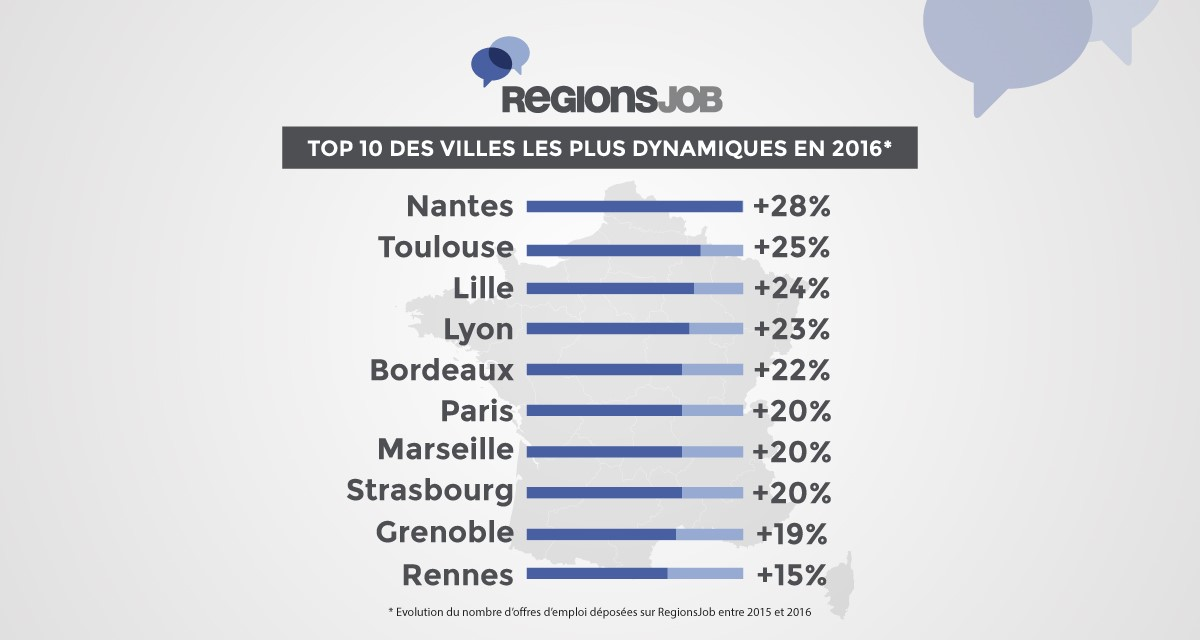 REGIONSJOB
TOP 10 DES VILLES LES PLUS DYNAMIQUES EN 2016*
Nantes +28%
Toulouse +25%
Lille +24%
Lyon +23%
Bordeaux +22%
Paris +20%
Marseille +20%
Strasbourg +20%
Grenoble +19%
Rennes +15%
* Evolution du nombre d'offres d'emploi déposées sur RegionsJob entre 2015 et 2016